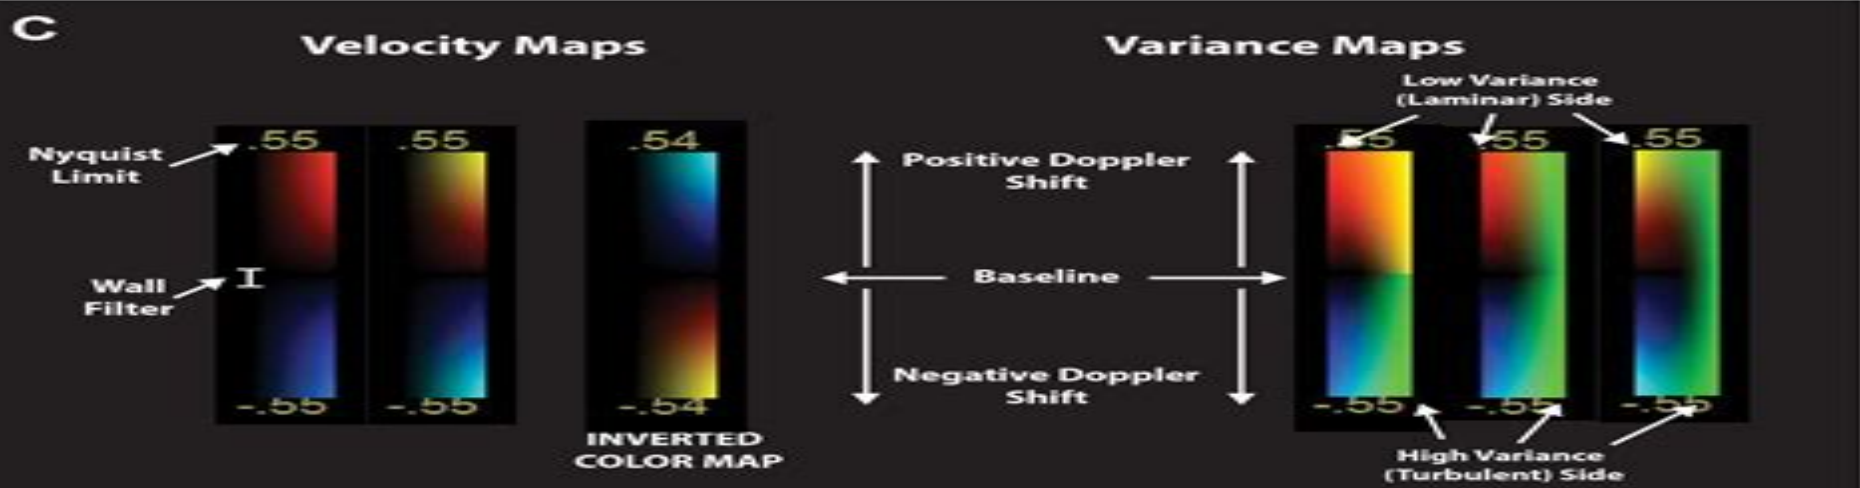 C
Velocity Maps
Variance Maps
Low Variance
(Laminar) Side
Nyquist
Limit
.55
.55
.54
Positive Doppler
Shift
.55
.55
.55
Wall
Filter
Baseline
Negative Doppler
Shift
-.55
-.55
-.54
-.55
-.55
-.55
INVERTED
COLOR MAP
High Variance
(Turbulent) Side